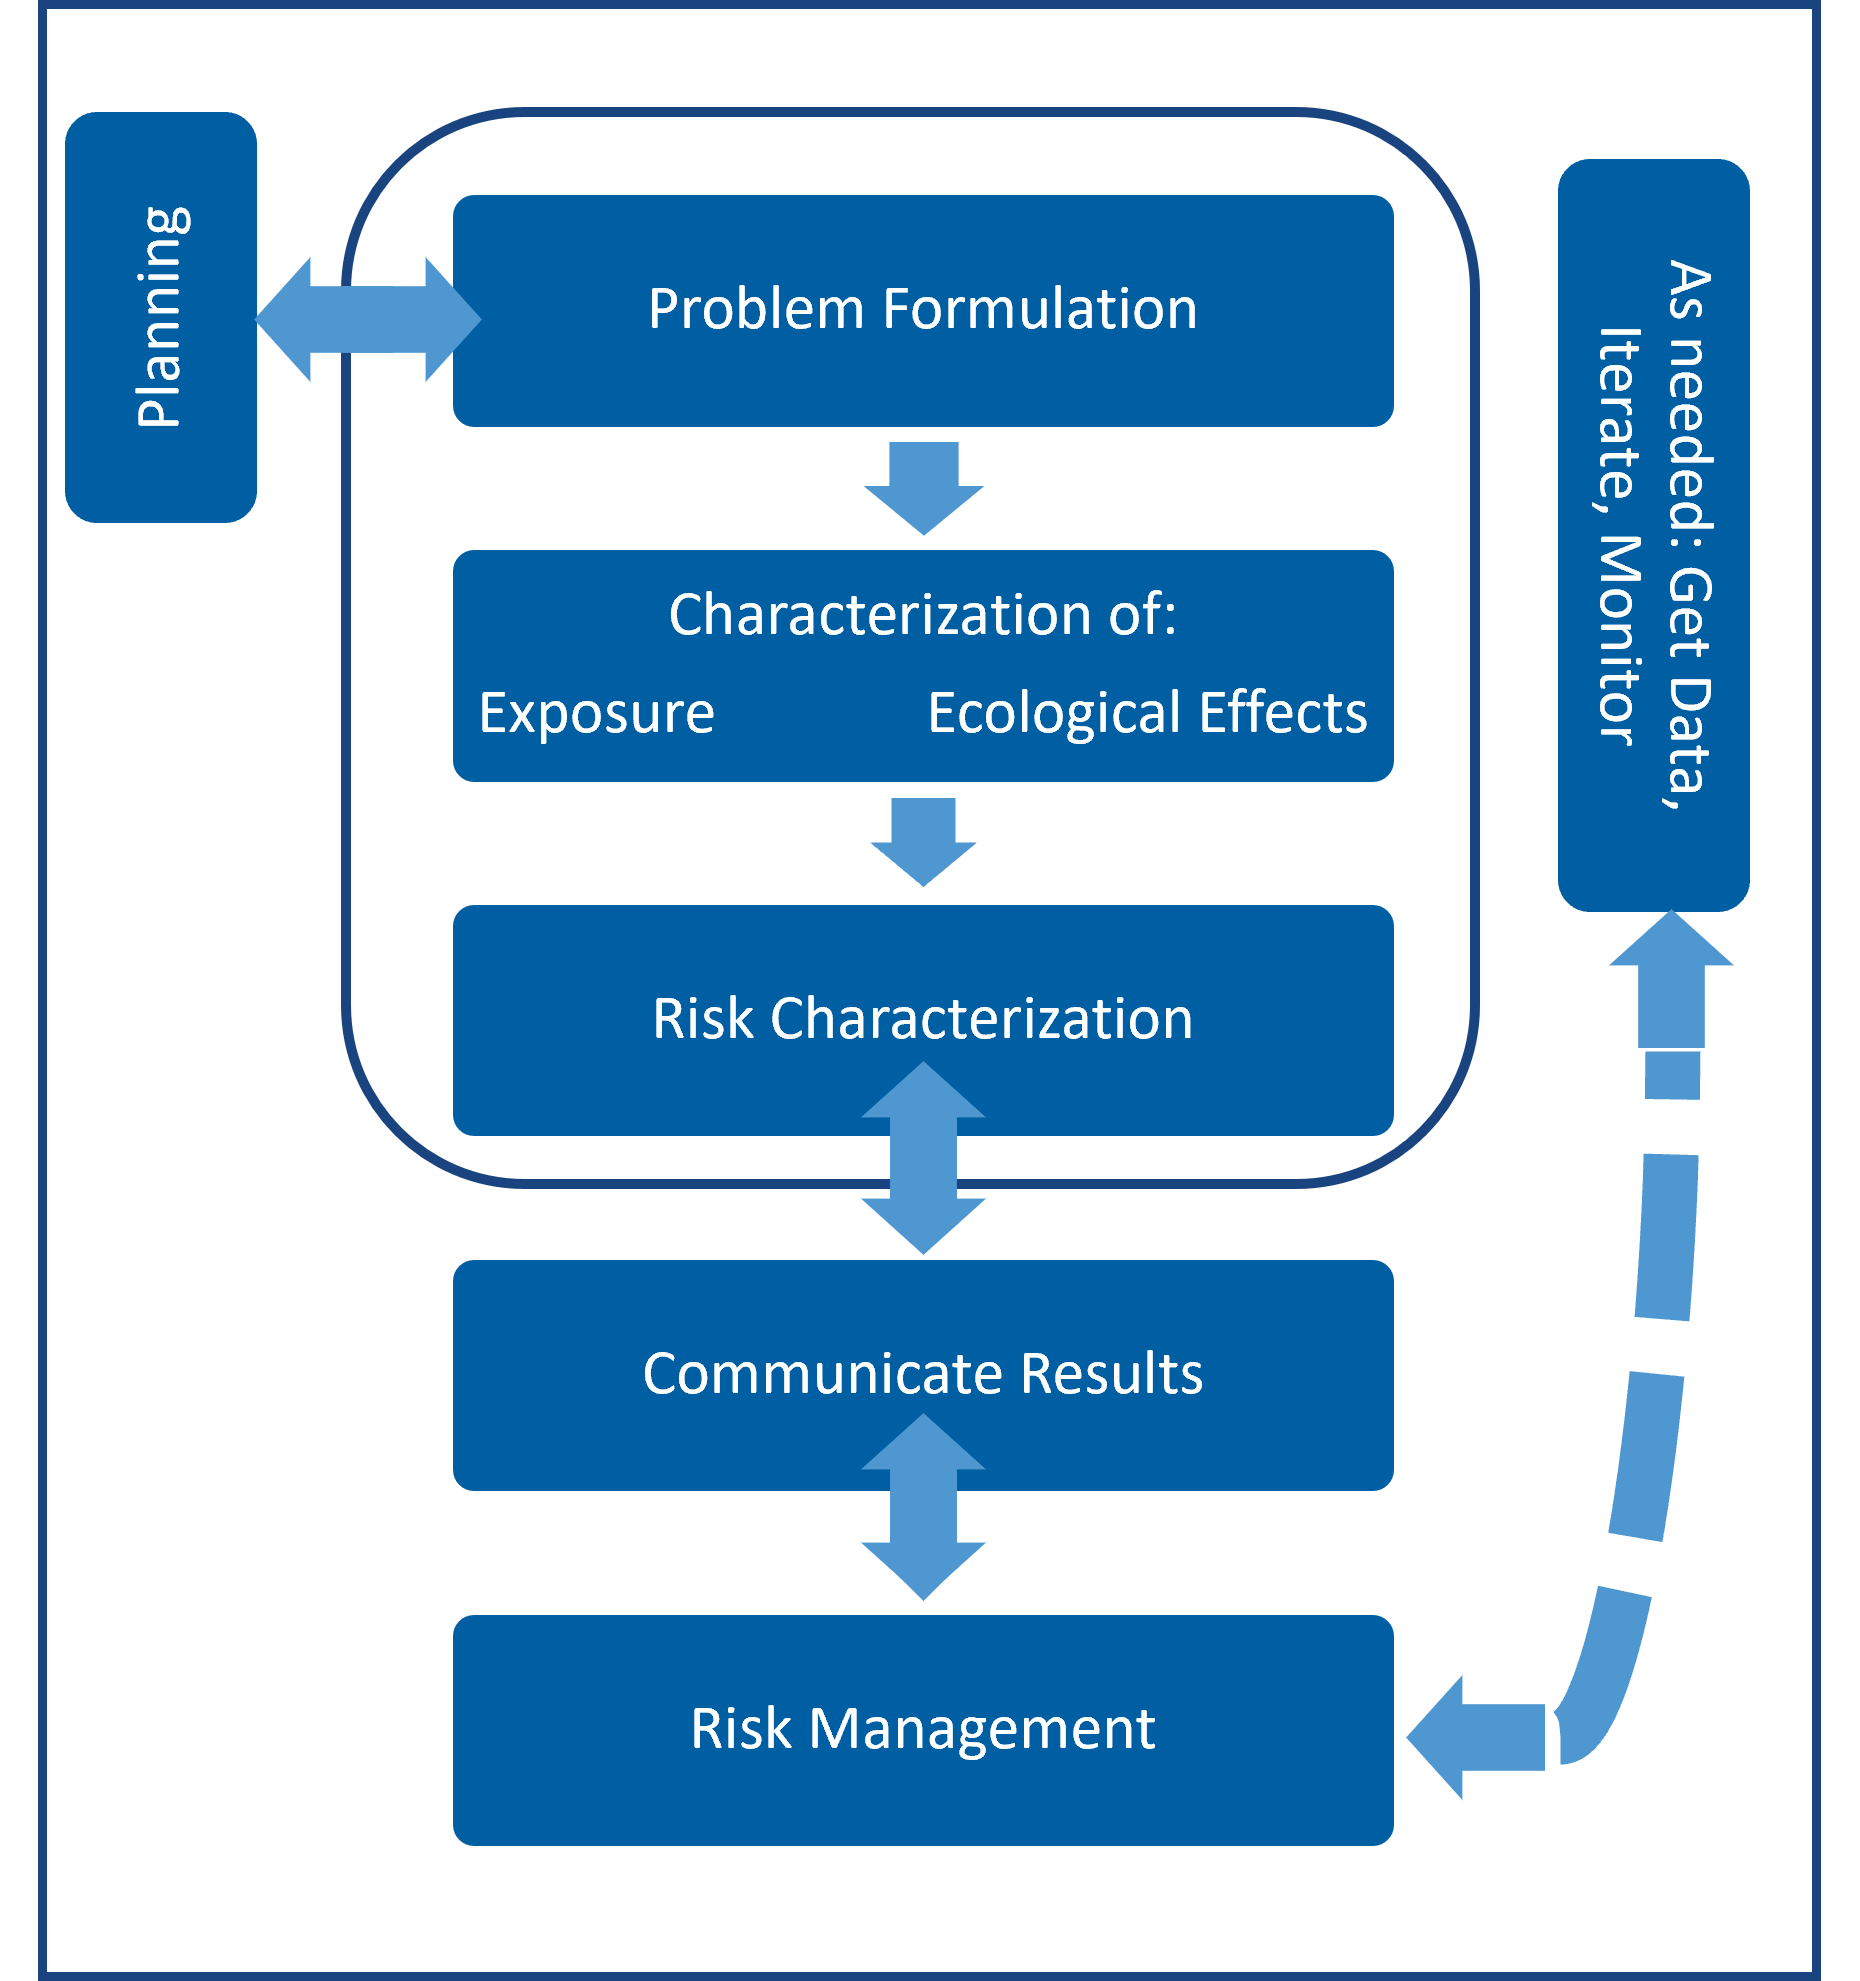 Planning
Problem Formulation
Characterization of:
Exposure Ecological Effects
Risk Characterization
Communicate Results
Risk Management
As needed: Get Data,
Iterate, Monitor